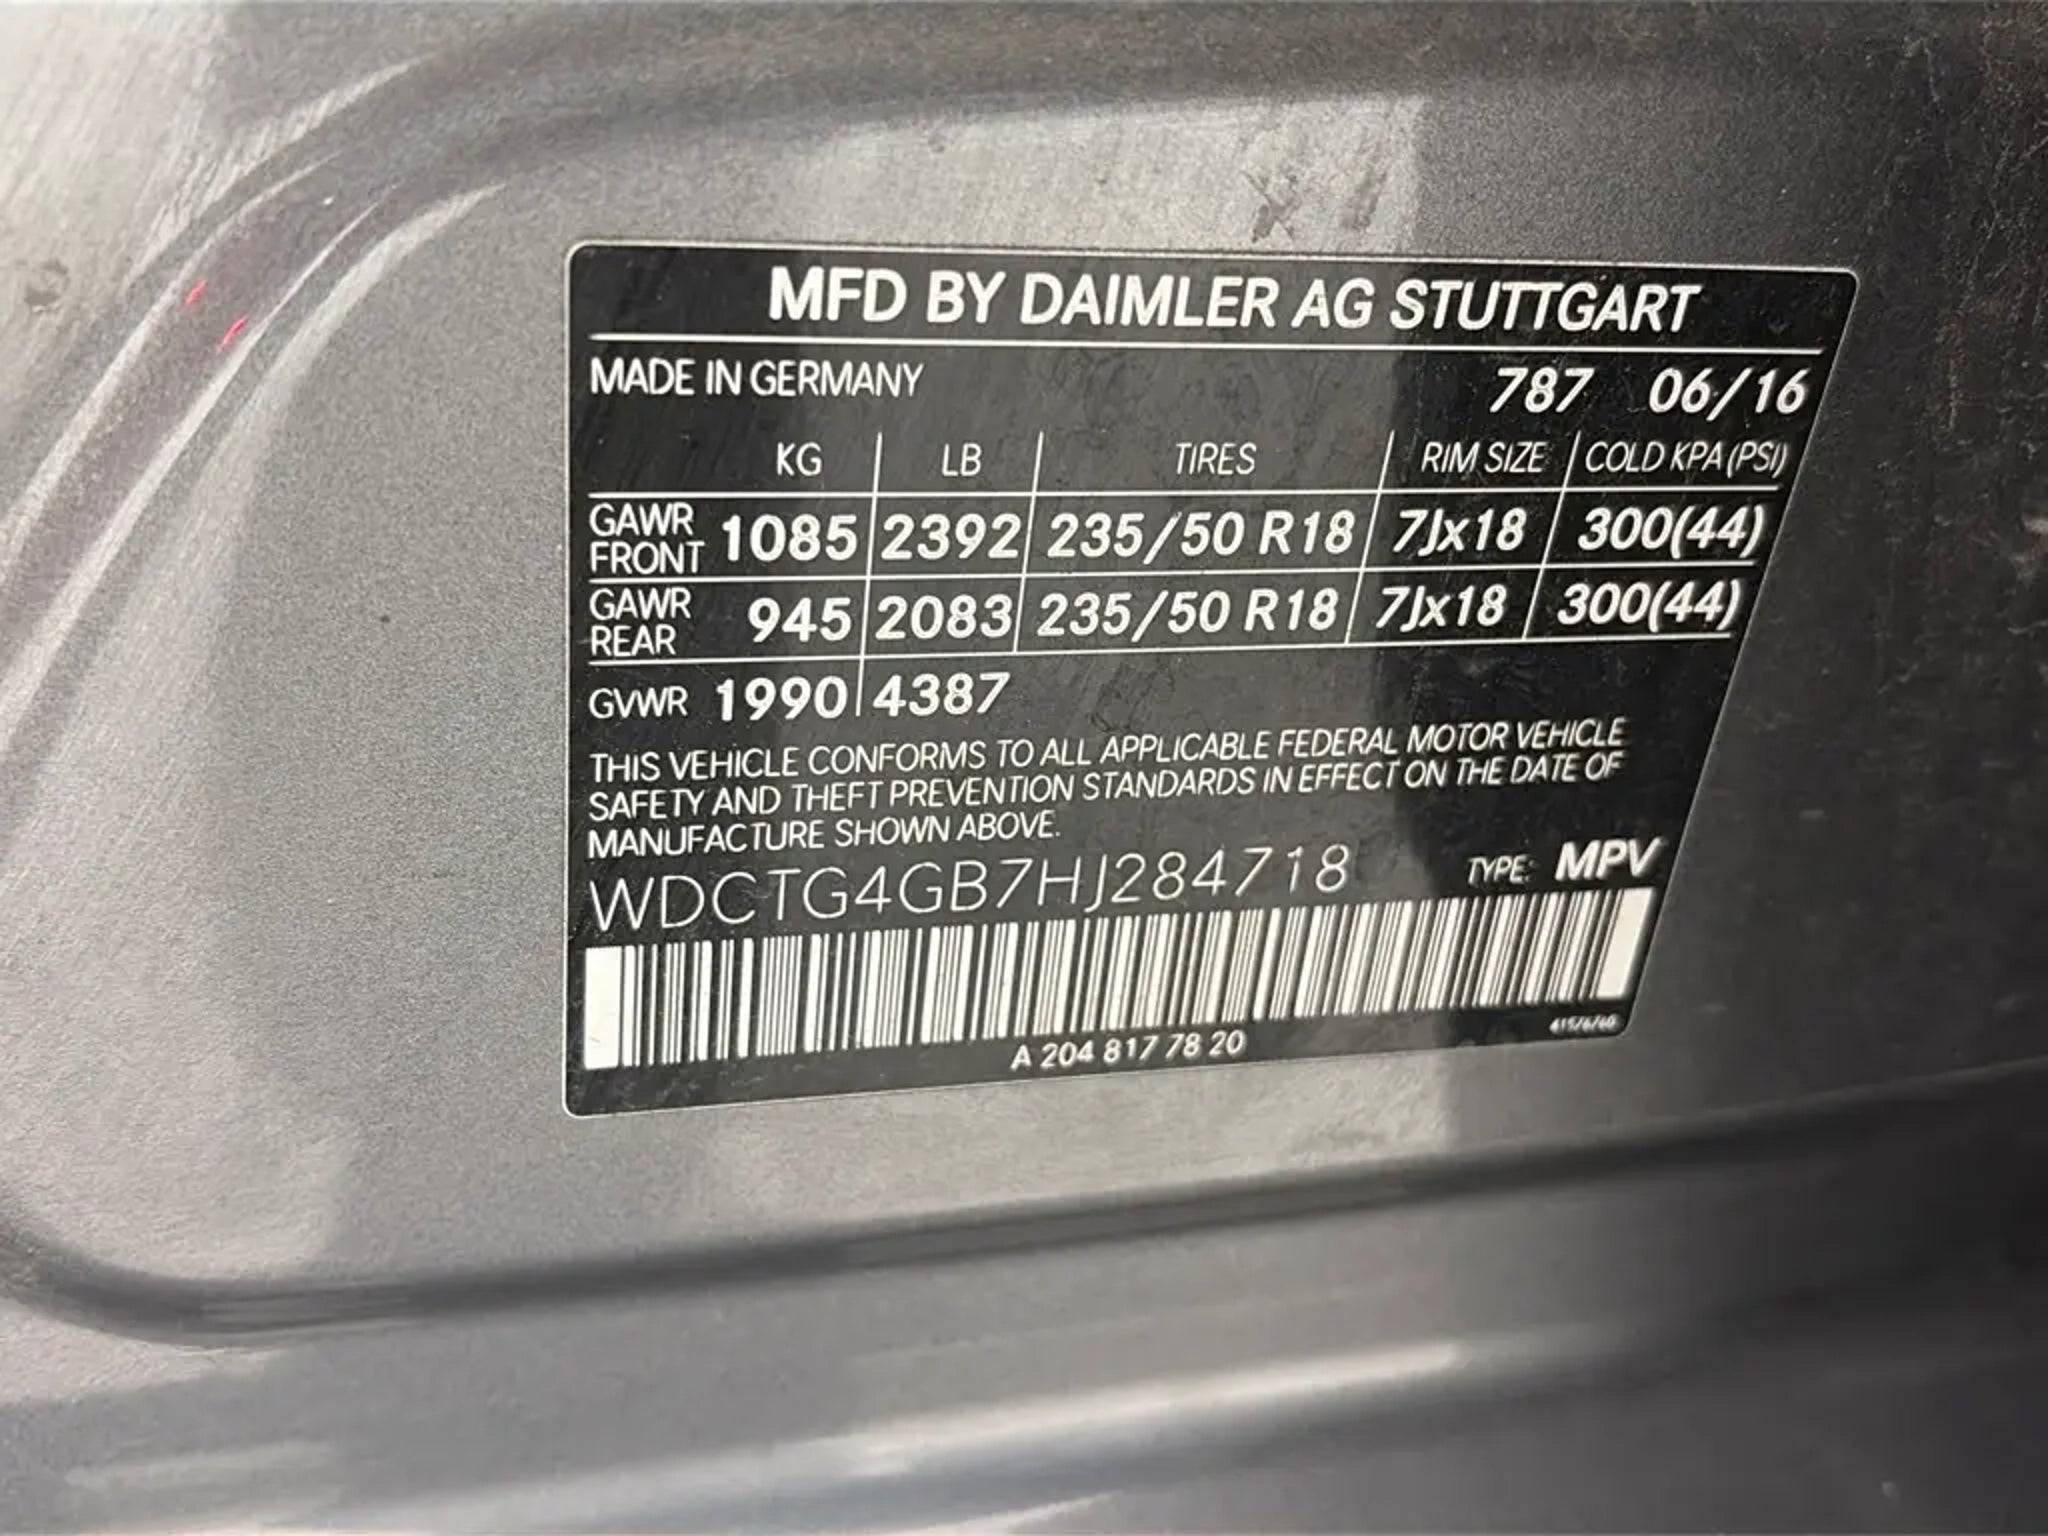 MFD BY DAIMLER AG STUTTGART
MADE IN GERMANY 787 06/16
KG LB TIRES RIM SIZE COLD KPA (PSI)
GAWR FRONT 1085 2392 235/50 R18 7Jx18 300(44)
GAWR REAR 945 2083 235/50 R18 7Jx18 300(44)
GVWR 1990 4387
THIS VEHICLE CONFORMS TO ALL APPLICABLE FEDERAL MOTOR VEHICLE
SAFETY AND THEFT PREVENTION STANDARDS IN EFFECT ON THE DATE OF
MANUFACTURE SHOWN ABOVE.
WDCTG4GB7HJ284718 TYPE: MPV
A 204 817 78 20